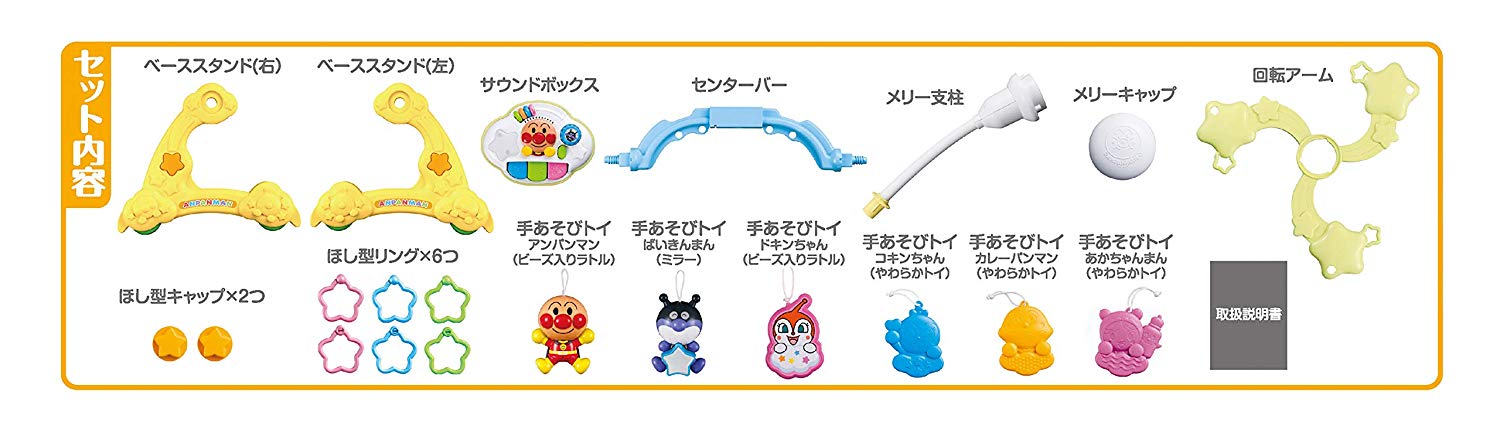 セット内容
ベーススタンド(右)
ベーススタンド(左)
サウンドボックス
センターバー
メリー支柱
メリーキャップ
回転アーム
ANPANMAN
ANPANMAN
ほし型キャップ×2つ
ほし型リング×6つ
手あそびトイ
アンパンマン
(ビーズ入りラトル)
手あそびトイ
ばいきんまん
(ミラー)
手あそびトイ
ドキンちゃん
(ビーズ入りラトル)
手あそびトイ
コキンちゃん
(やわらかトイ)
手あそびトイ
カレーパンマン
(やわらかトイ)
手あそびトイ
あかちゃんまん
(やわらかトイ)
取扱説明書